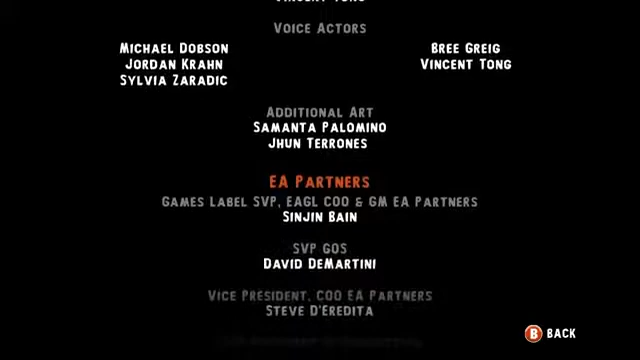 VINCENT TONG
VOICE ACTORS
MICHAEL DOBSON
JORDAN KRAHN
SYLVIA ZARADIC
BREE GREIG
VINCENT TONG
ADDITIONAL ART
SAMANTA PALOMINO
JHUN TERRONES
EA PARTNERS
GAMES LABEL SVP, EAGL COO & GM EA PARTNERS
SINJIN BAIN
SVP GOS
DAVID DEMARTINI
VICE PRESIDENT, COO EA PARTNERS
STEVE D'EREDITA
B BACK